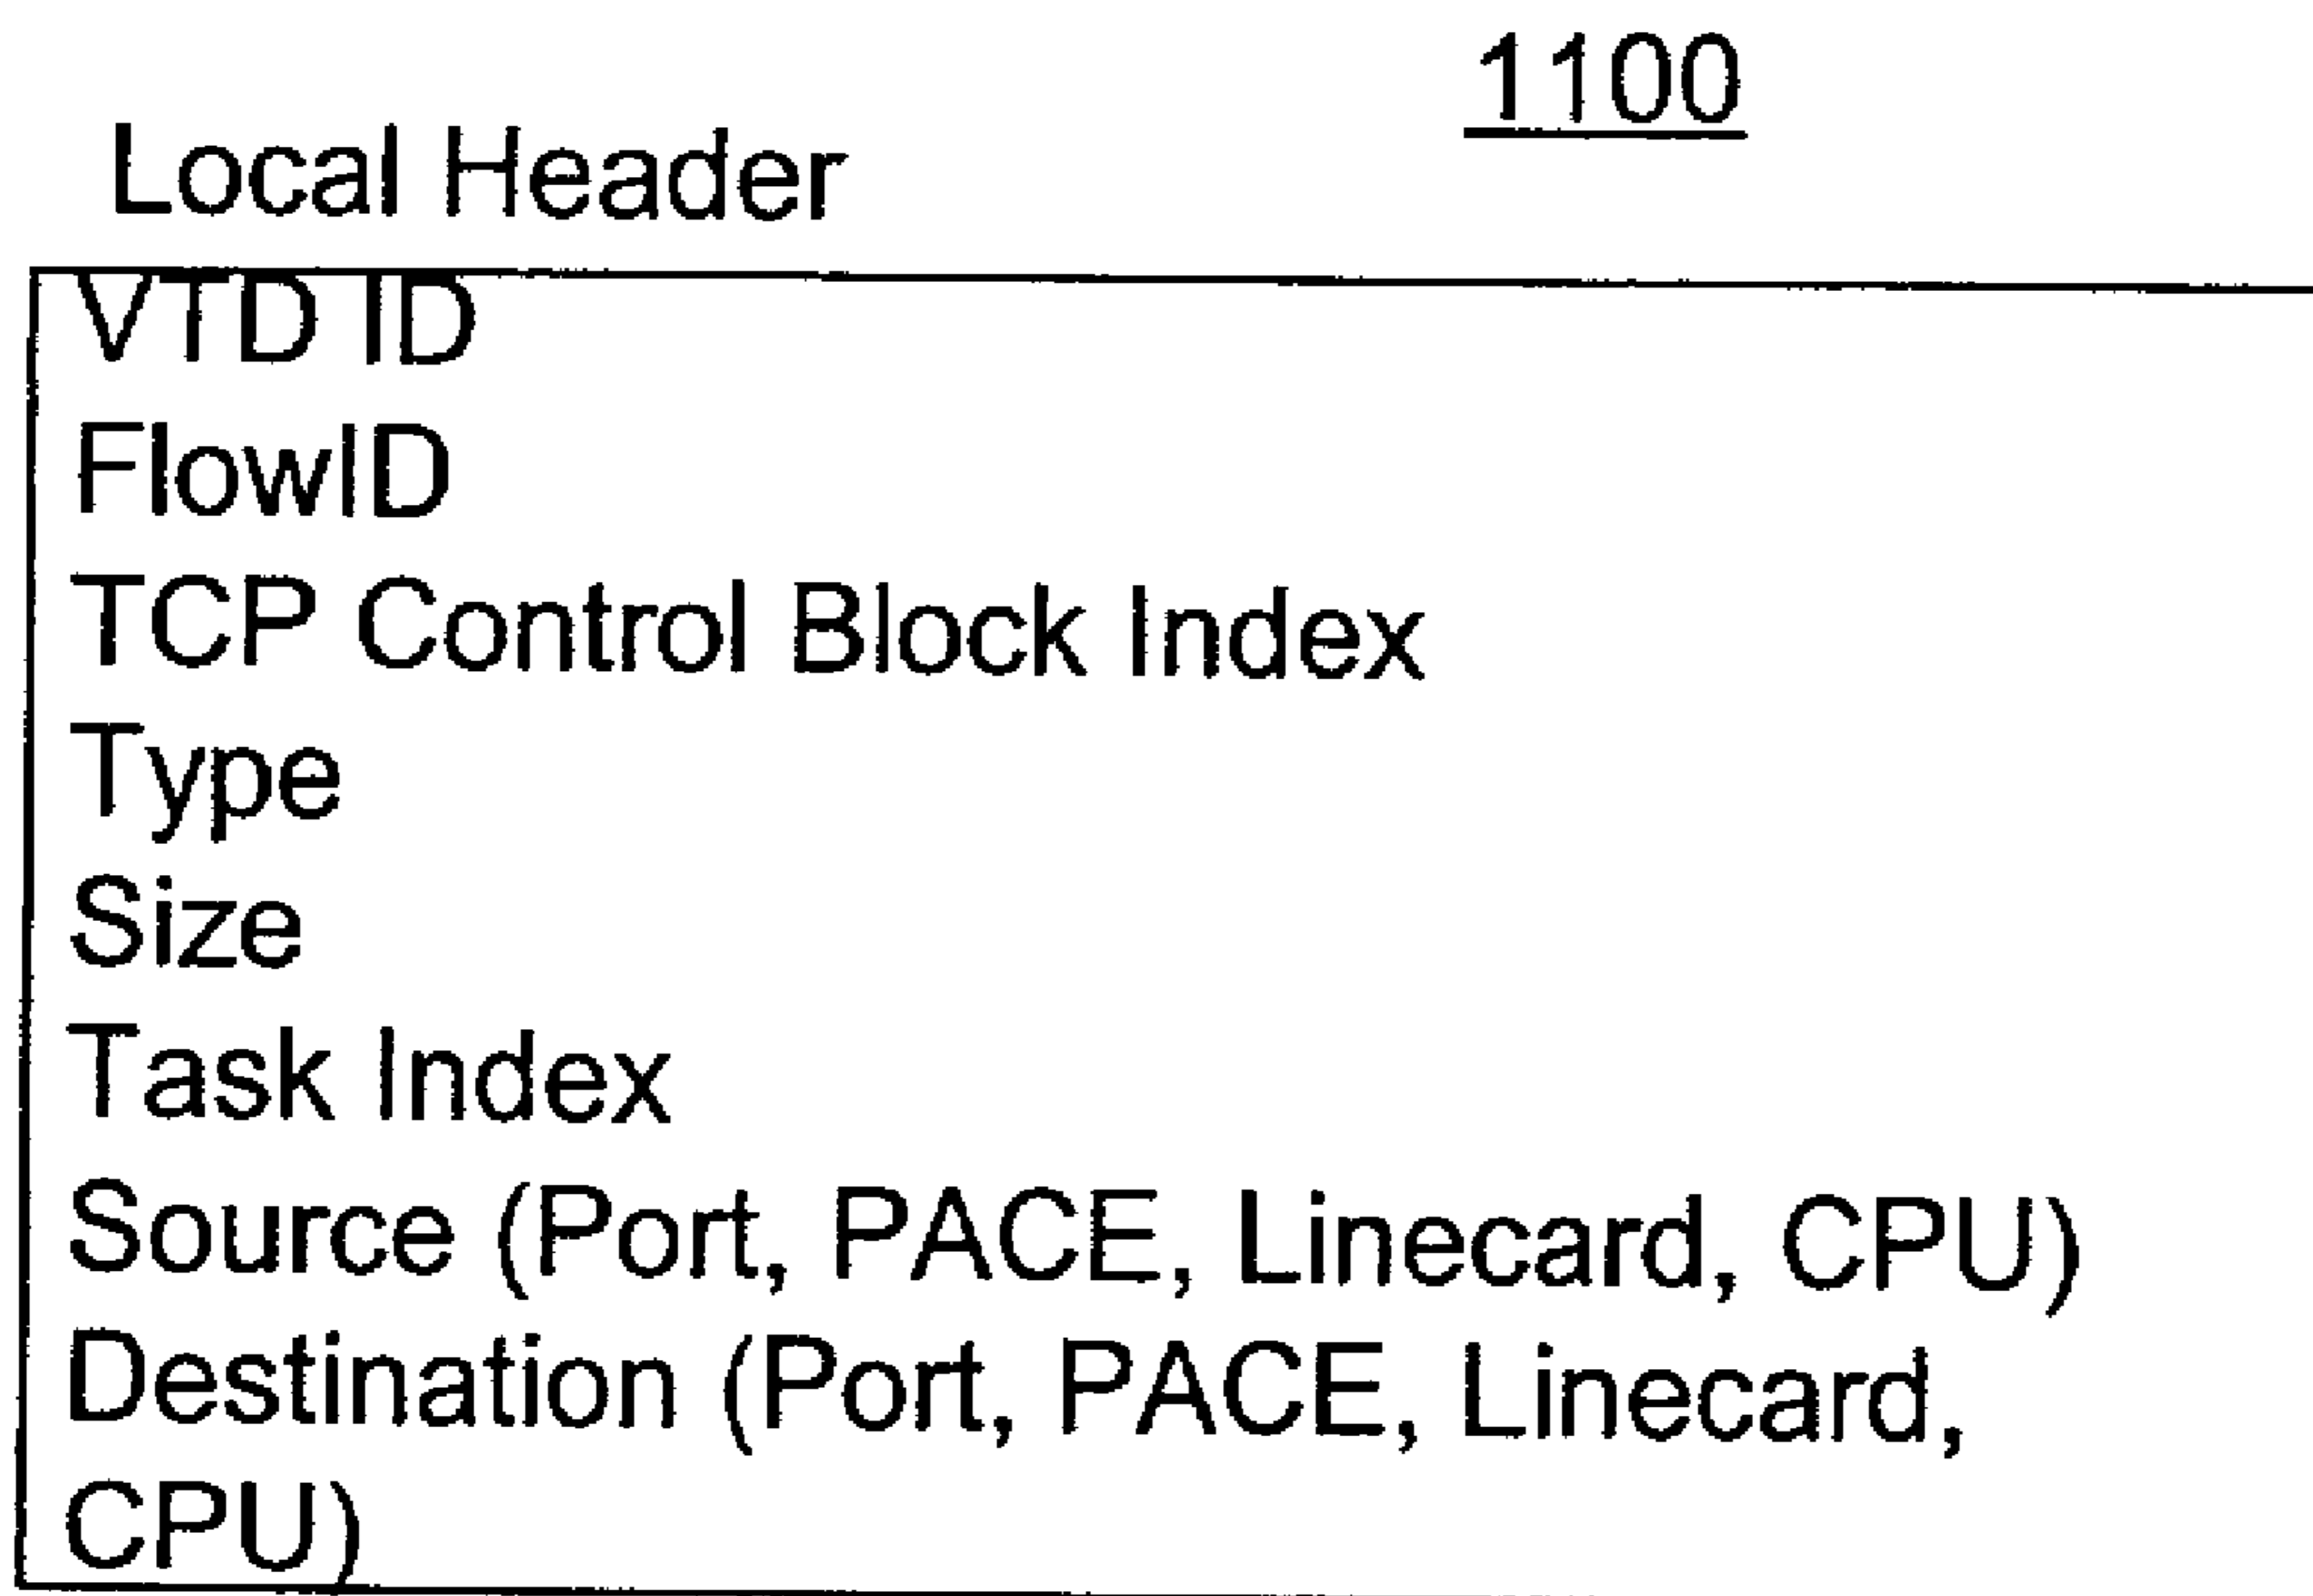 1100
Local Header
VTD ID
FlowID
TCP Control Block Index
Type
Size
Task Index
Source (Port, PACE, Linecard, CPU)
Destination (Port, PACE, Linecard,
CPU)